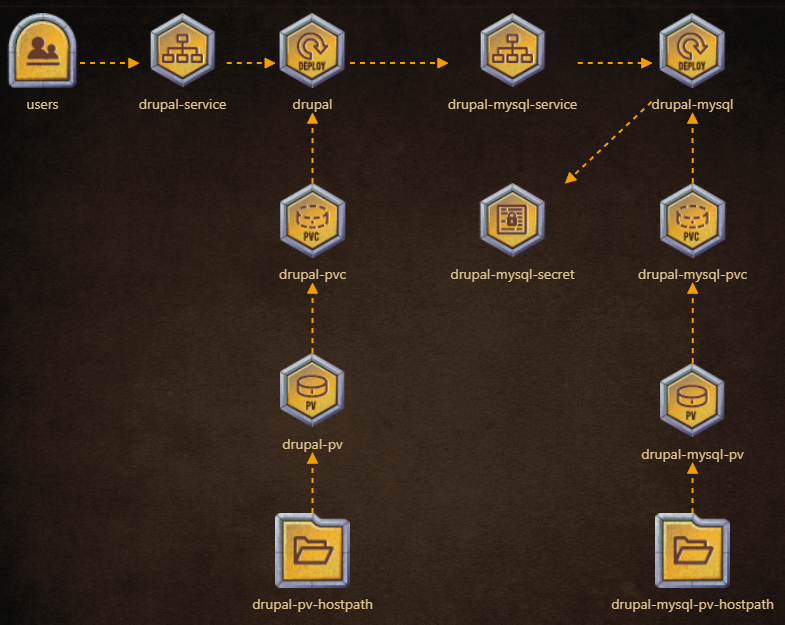 DEPLOY
DEPLOY
users
drupal-service
drupal
drupal-mysql-service
drupal-mysql
PVC
PVC
drupal-pvc
drupal-mysql-secret
drupal-mysql-pvc
PV
PV
drupal-pv
drupal-mysql-pv
drupal-pv-hostpath
drupal-mysql-pv-hostpath